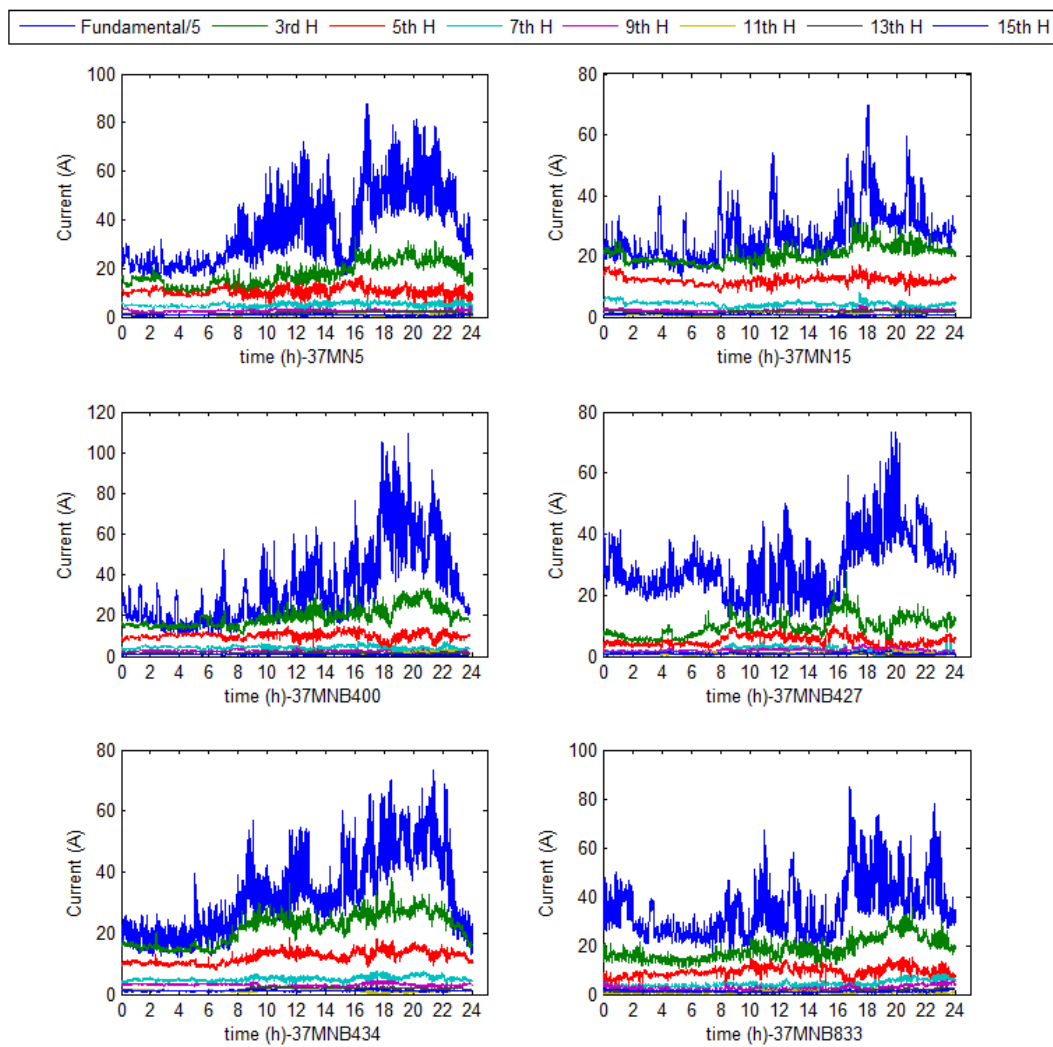 Fundamental/5 3rd H 5th H 7th H 9th H 11th H 13th H 15th H
100
80
60
40
20
0
Current (A)
0 2 4 6 8 10 12 14 16 18 20 22 24
time (h)-37MN5
80
60
40
20
0
Current (A)
0 2 4 6 8 10 12 14 16 18 20 22 24
time (h)-37MN15
120
100
80
60
40
20
0
Current (A)
0 2 4 6 8 10 12 14 16 18 20 22 24
time (h)-37MNB400
80
60
40
20
0
Current (A)
0 2 4 6 8 10 12 14 16 18 20 22 24
time (h)-37MNB427
80
60
40
20
0
Current (A)
0 2 4 6 8 10 12 14 16 18 20 22 24
time (h)-37MNB434
100
80
60
40
20
0
Current (A)
0 2 4 6 8 10 12 14 16 18 20 22 24
time (h)-37MNB833